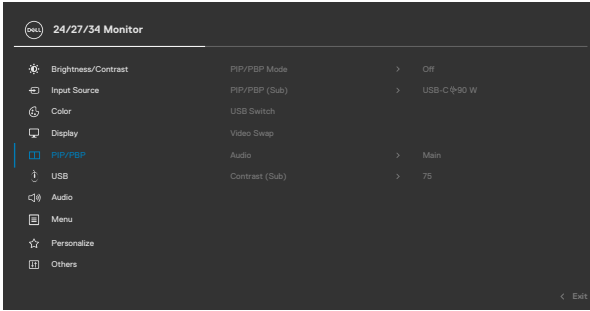 DELL 24/27/34 Monitor
Brightness/Contrast PIP/PBP Mode > Off
Input Source PIP/PBP (Sub) > USB-C 90 W
Color USB Switch
Display Video Swap
PIP/PBP Audio > Main
USB Contrast (Sub) > 75
Audio
Menu
Personalize
Others
< Exit